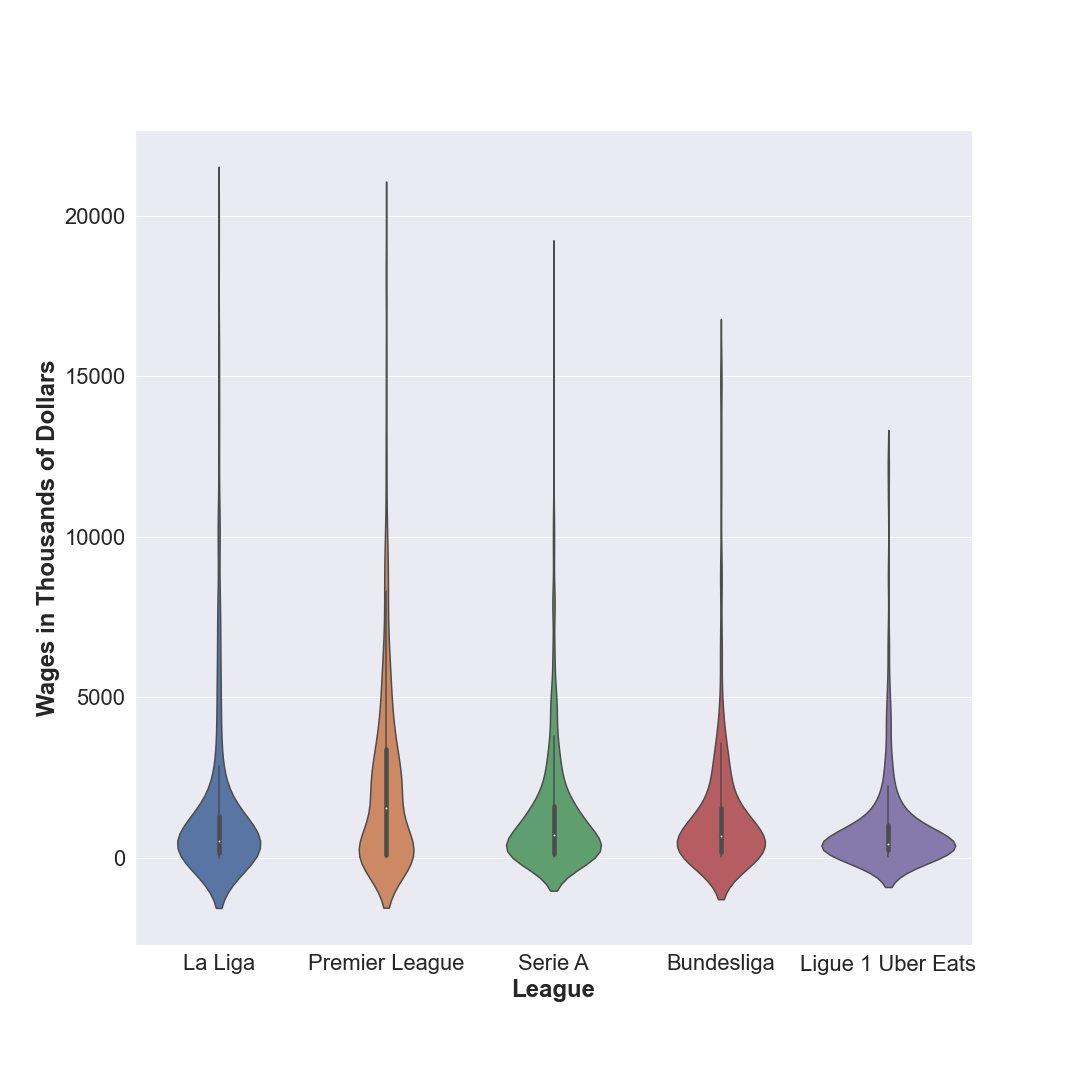 20000
15000
10000
5000
0
Wages in Thousands of Dollars
La Liga Premier League Serie A Bundesliga Ligue 1 Uber Eats
League